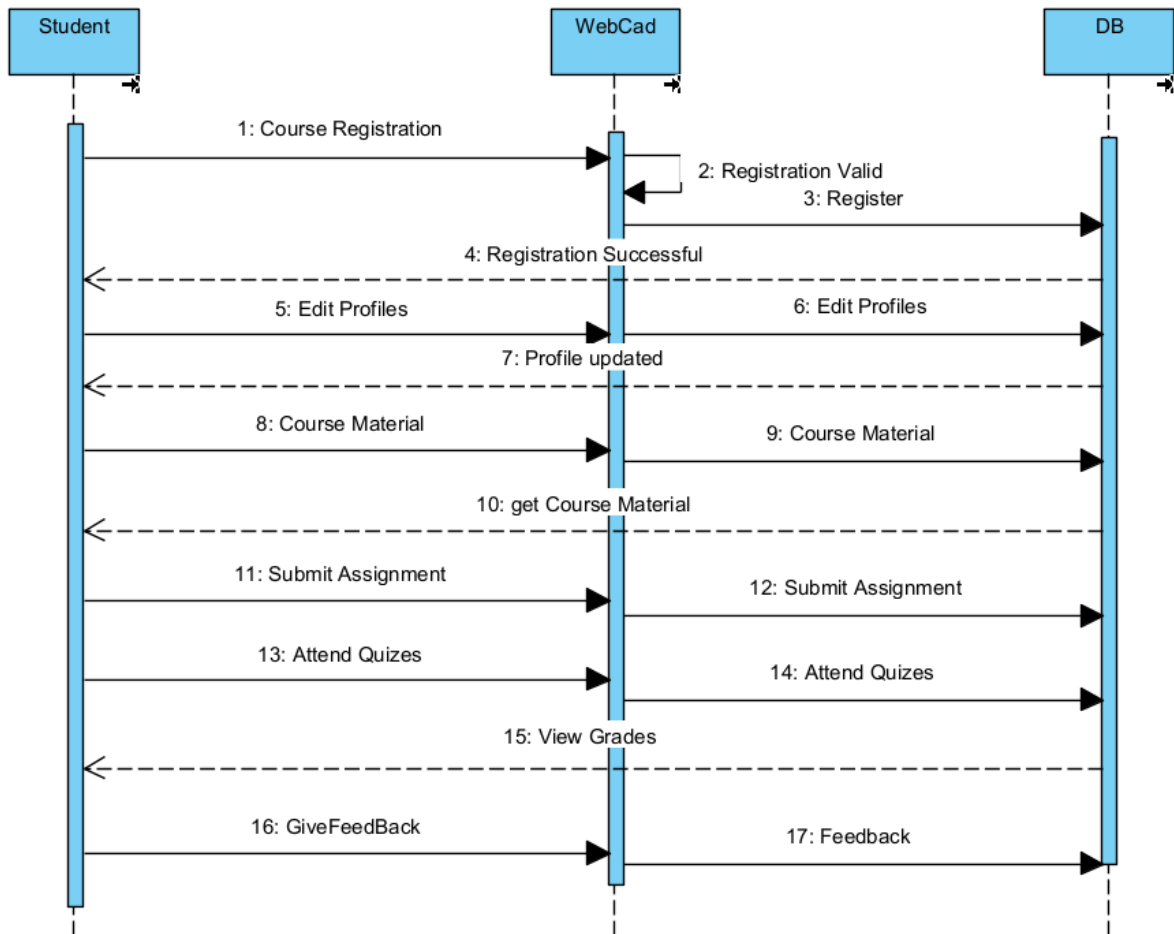 Student
WebCad
DB
1: Course Registration
2: Registration Valid
3: Register
4: Registration Successful
5: Edit Profiles
6: Edit Profiles
7: Profile updated
8: Course Material
9: Course Material
10: get Course Material
11: Submit Assignment
12: Submit Assignment
13: Attend Quizes
14: Attend Quizes
15: View Grades
16: GiveFeedBack
17: Feedback